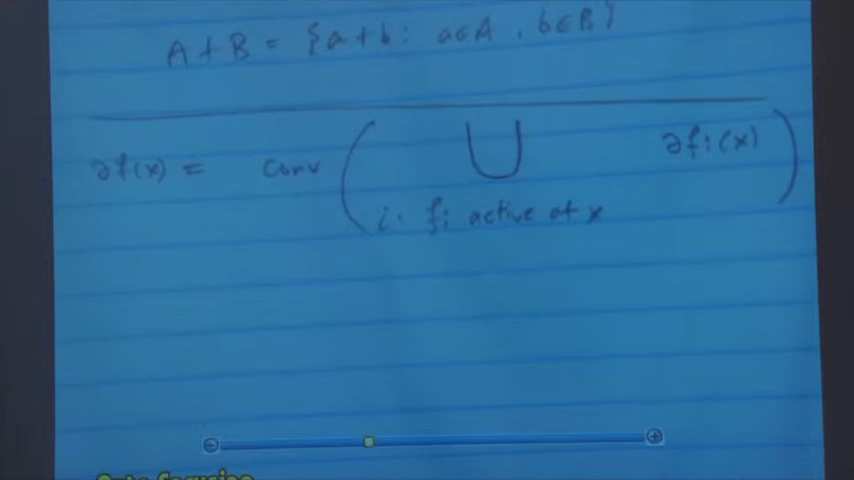 A + B = {a + b : a ∈ A , b ∈ B}
∂f(x) = conv ( ⋃ ∂fi(x) )
i. fi active at x